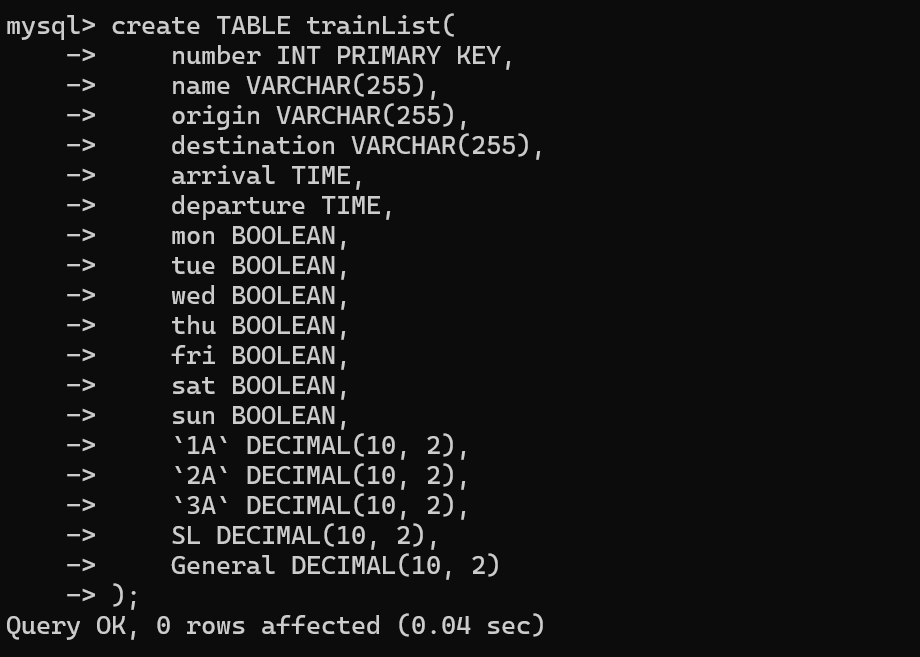 mysql> create TABLE trainList(
    ->     number INT PRIMARY KEY,
    ->     name VARCHAR(255),
    ->     origin VARCHAR(255),
    ->     destination VARCHAR(255),
    ->     arrival TIME,
    ->     departure TIME,
    ->     mon BOOLEAN,
    ->     tue BOOLEAN,
    ->     wed BOOLEAN,
    ->     thu BOOLEAN,
    ->     fri BOOLEAN,
    ->     sat BOOLEAN,
    ->     sun BOOLEAN,
    ->     `1A` DECIMAL(10, 2),
    ->     `2A` DECIMAL(10, 2),
    ->     `3A` DECIMAL(10, 2),
    ->     SL DECIMAL(10, 2),
    ->     General DECIMAL(10, 2)
    -> );
Query OK, 0 rows affected (0.04 sec)